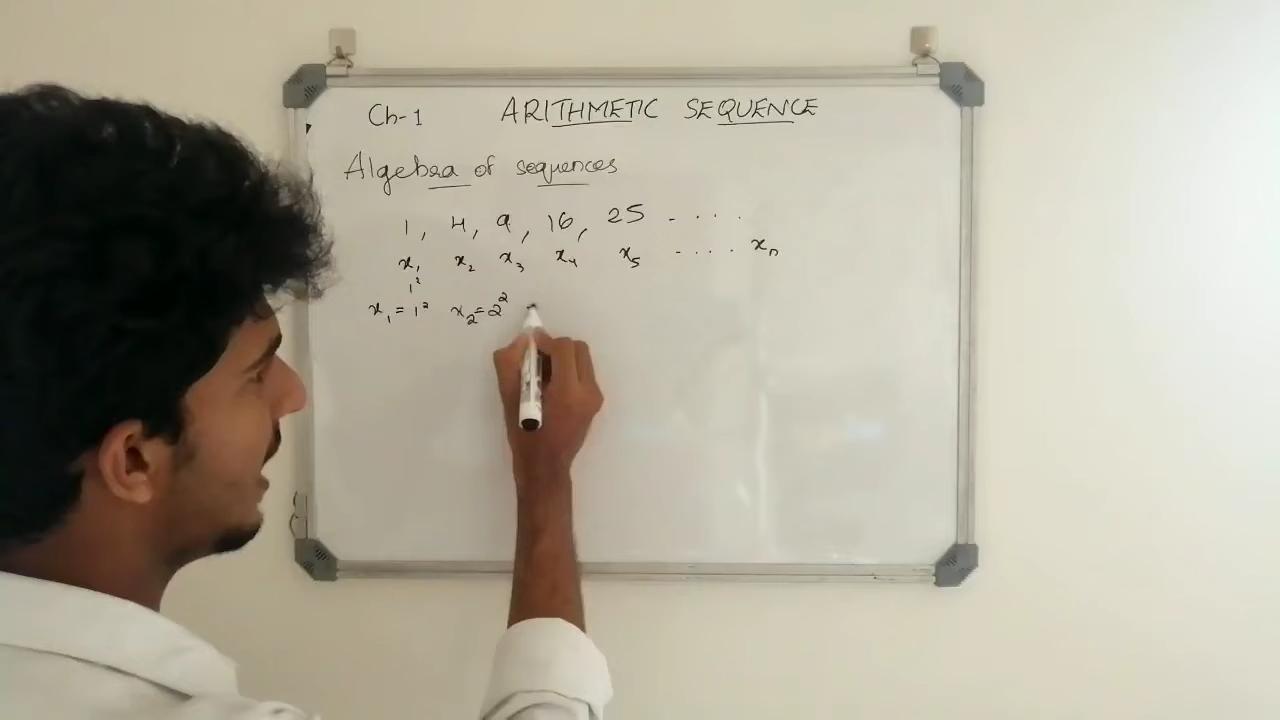 Ch-1 ARITHMETIC SEQUENCE
Algebra of sequences
1, 4, 9, 16, 25 - ....
x₁ x₂ x₃ x₄ x₅ - .... xₙ
1²
x₁ = 1² x₂ = 2²